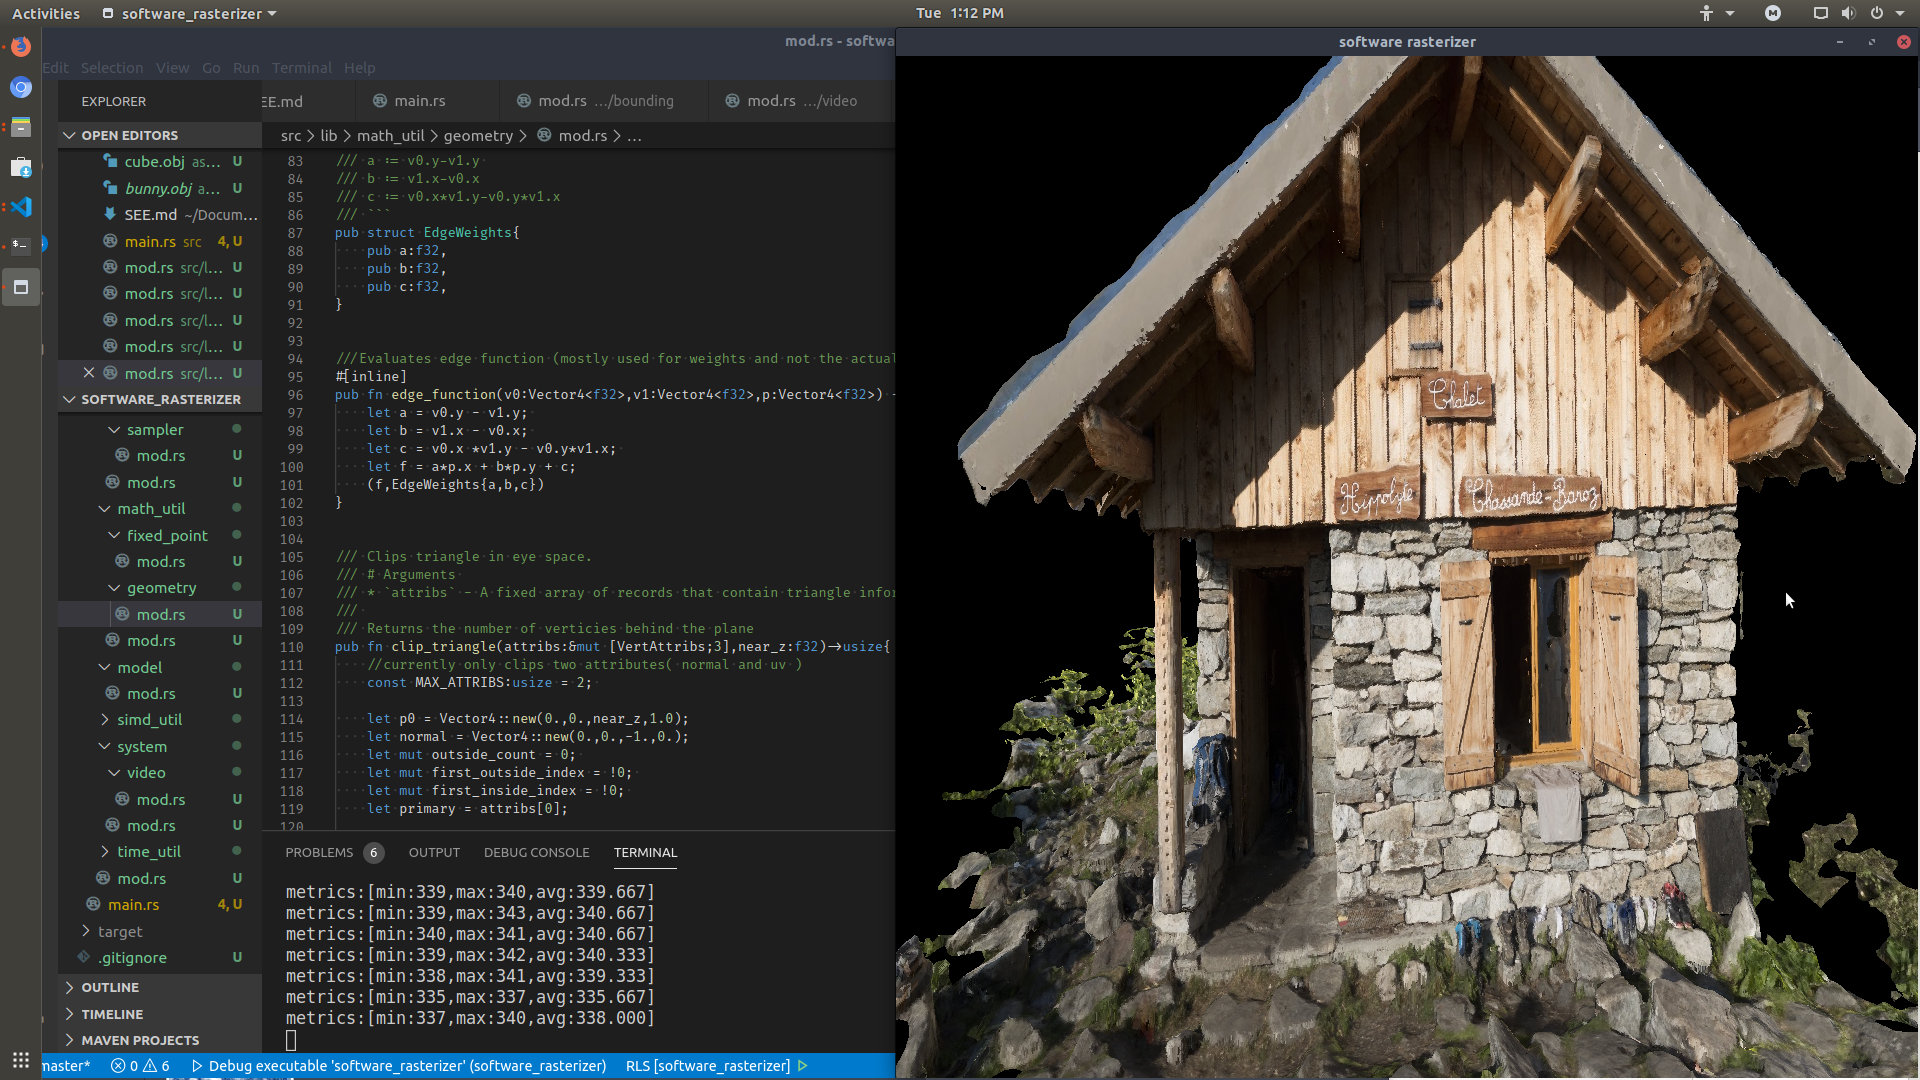 Activities
software_rasterizer
Tue 1:12 PM
mod.rs - softwa
software rasterizer
Edit Selection View Go Run Terminal Help
EXPLORER
EE.md
main.rs
mod.rs .../bounding
mod.rs .../video
OPEN EDITORS
src > lib > math_util > geometry > mod.rs > ...
cube.obj as... U
bunny.obj a... U
SEE.md ~/Docum...
main.rs src 4, U
mod.rs src/l... U
mod.rs src/l... U
mod.rs src/l... U
mod.rs src/l... U
mod.rs src/l... U
SOFTWARE_RASTERIZER
sampler
mod.rs U
mod.rs U
math_util
fixed_point
mod.rs U
geometry
mod.rs U
mod.rs U
model
mod.rs U
simd_util
system
video
mod.rs U
mod.rs U
time_util
mod.rs U
main.rs 4, U
target
.gitignore U
OUTLINE
TIMELINE
MAVEN PROJECTS
83 /// a := v0.y-v1.y
84 /// b := v1.x-v0.x
85 /// c := v0.x*v1.y-v0.y*v1.x
86 /// ```
87 pub struct EdgeWeights{
88 pub a:f32,
89 pub b:f32,
90 pub c:f32,
91 }
92
93
94 ///Evaluates edge function (mostly used for weights and not the actual
95 #[inline]
96 pub fn edge_function(v0:Vector4<f32>,v1:Vector4<f32>,p:Vector4<f32>) -
97 let a = v0.y - v1.y;
98 let b = v1.x - v0.x;
99 let c = v0.x *v1.y - v0.y*v1.x;
100 let f = a*p.x + b*p.y + c;
101 (f,EdgeWeights{a,b,c})
102 }
103
104
105 /// Clips triangle in eye space.
106 /// # Arguments
107 /// * `attribs` - A fixed array of records that contain triangle infor
108 ///
109 /// Returns the number of verticies behind the plane
110 pub fn clip_triangle(attribs:&mut [VertAttribs;3],near_z:f32)->usize{
111 //currently only clips two attributes( normal and uv )
112 const MAX_ATTRIBS:usize = 2;
113
114 let p0 = Vector4::new(0.,0.,near_z,1.0);
115 let normal = Vector4::new(0.,0.,-1.,0.);
116 let mut outside_count = 0;
117 let mut first_outside_index = !0;
118 let mut first_inside_index = !0;
119 let primary = attribs[0];
120
PROBLEMS 6 OUTPUT DEBUG CONSOLE TERMINAL
metrics:[min:339,max:340,avg:339.667]
metrics:[min:339,max:343,avg:340.667]
metrics:[min:340,max:341,avg:340.667]
metrics:[min:339,max:342,avg:340.333]
metrics:[min:338,max:341,avg:339.333]
metrics:[min:335,max:337,avg:335.667]
metrics:[min:337,max:340,avg:338.000]
master* 0 6 Debug executable 'software_rasterizer' (software_rasterizer) RLS [software_rasterizer]
Chalet
Hippolyte
Chassande-Baroz